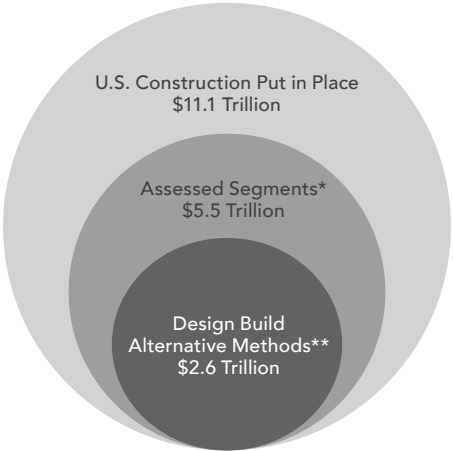 U.S. Construction Put in Place
$11.1 Trillion
Assessed Segments*
$5.5 Trillion
Design Build
Alternative Methods**
$2.6 Trillion